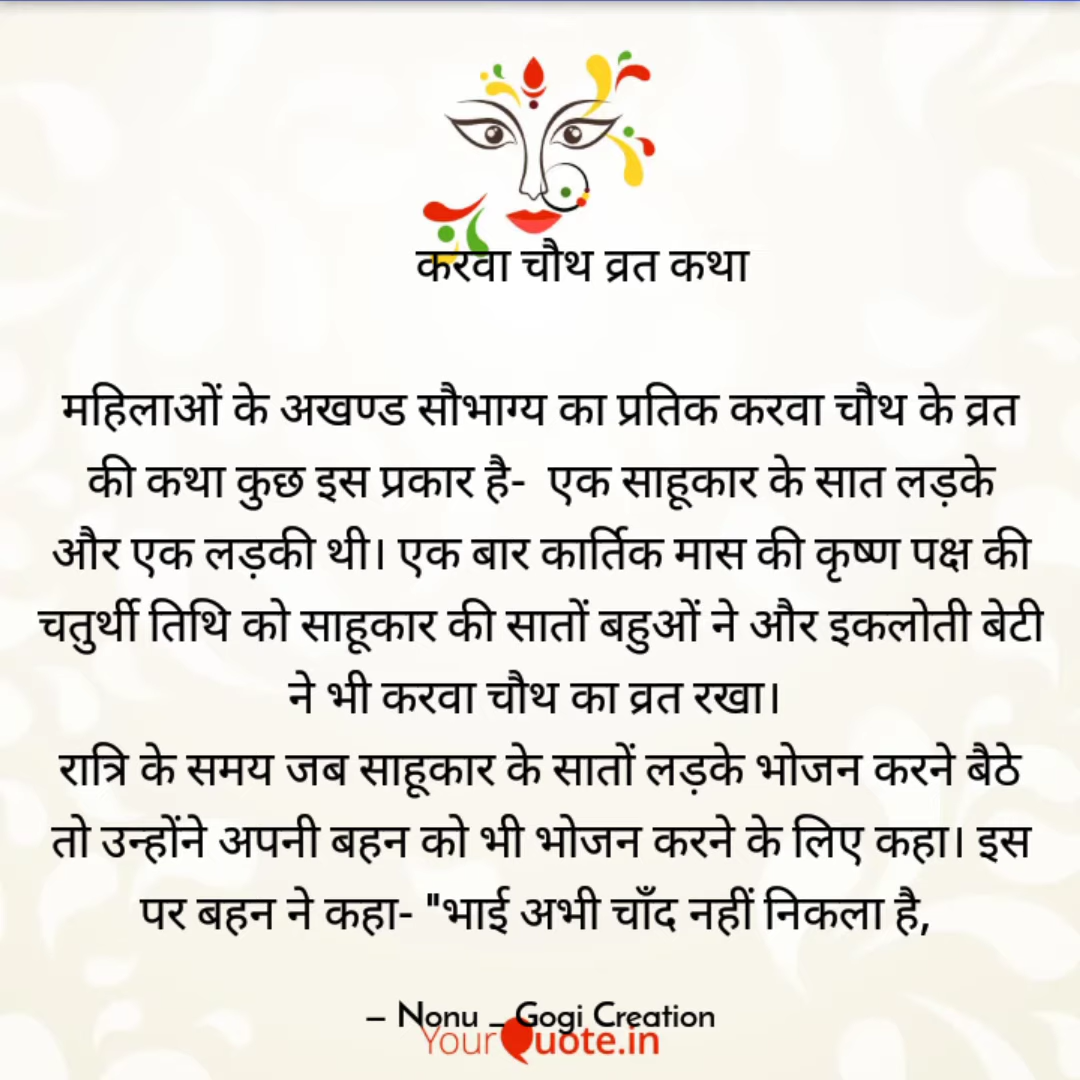 करवा चौथ व्रत कथा
महिलाओं के अखण्ड सौभाग्य का प्रतिक करवा चौथ के व्रत
की कथा कुछ इस प्रकार है- एक साहूकार के सात लड़के
और एक लड़की थी। एक बार कार्तिक मास की कृष्ण पक्ष की
चतुर्थी तिथि को साहूकार की सातों बहुओं ने और इकलोती बेटी
ने भी करवा चौथ का व्रत रखा।
रात्रि के समय जब साहूकार के सातों लड़के भोजन करने बैठे
तो उन्होंने अपनी बहन को भी भोजन करने के लिए कहा। इस
पर बहन ने कहा- "भाई अभी चाँद नहीं निकला है,
– Nonu _ Gogi Creation
YourQuote.in